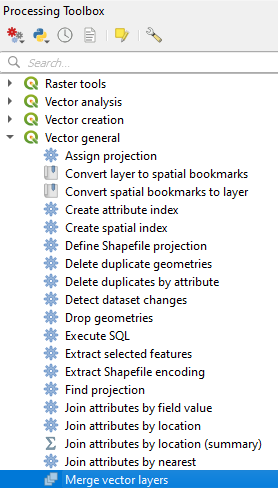 Processing Toolbox
Search...
Raster tools
Vector analysis
Vector creation
Vector general
Assign projection
Convert layer to spatial bookmarks
Convert spatial bookmarks to layer
Create attribute index
Create spatial index
Define Shapefile projection
Delete duplicate geometries
Delete duplicates by attribute
Detect dataset changes
Drop geometries
Execute SQL
Extract selected features
Extract Shapefile encoding
Find projection
Join attributes by field value
Join attributes by location
Join attributes by location (summary)
Join attributes by nearest
Merge vector layers